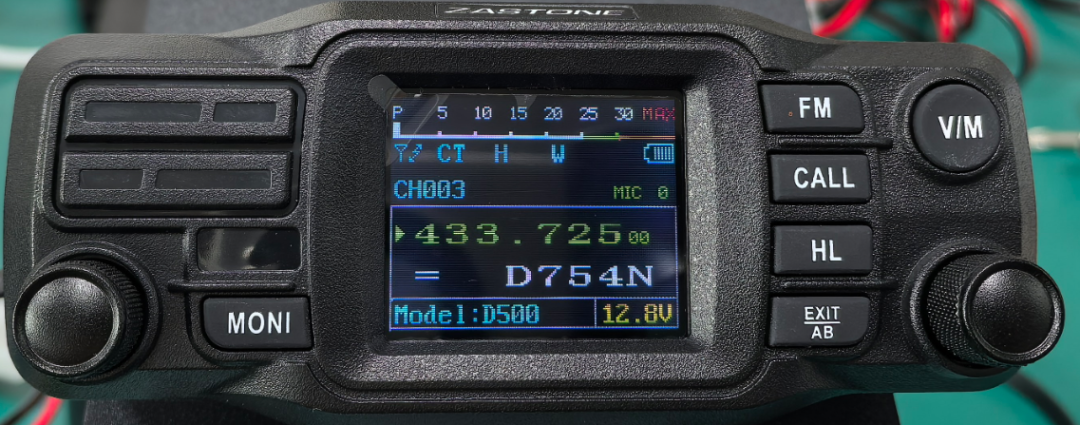 ZASTONE
P 5 10 15 20 25 30 MAX
CT H W
CH003
MIC 0
433.72500
= D754N
Model:D500
12.8V
MONI
FM
CALL
HL
EXIT
AB
V/M